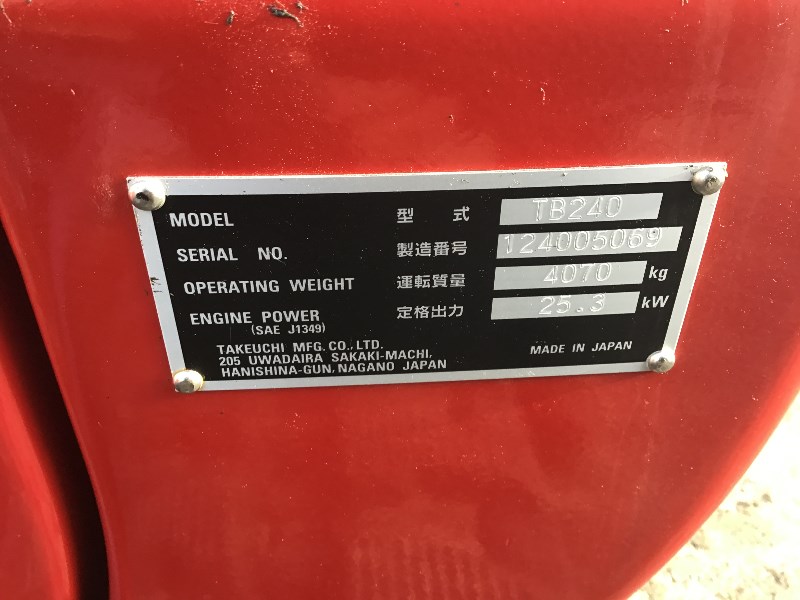 MODEL 型 式 TB240
SERIAL NO. 製造番号 124005069
OPERATING WEIGHT 運転質量 4070 kg
ENGINE POWER 定格出力 25.3 kW
(SAE J1349)
TAKEUCHI MFG. CO., LTD.
205 UWADAIRA SAKAKI-MACHI,
HANISHINA-GUN, NAGANO JAPAN
MADE IN JAPAN